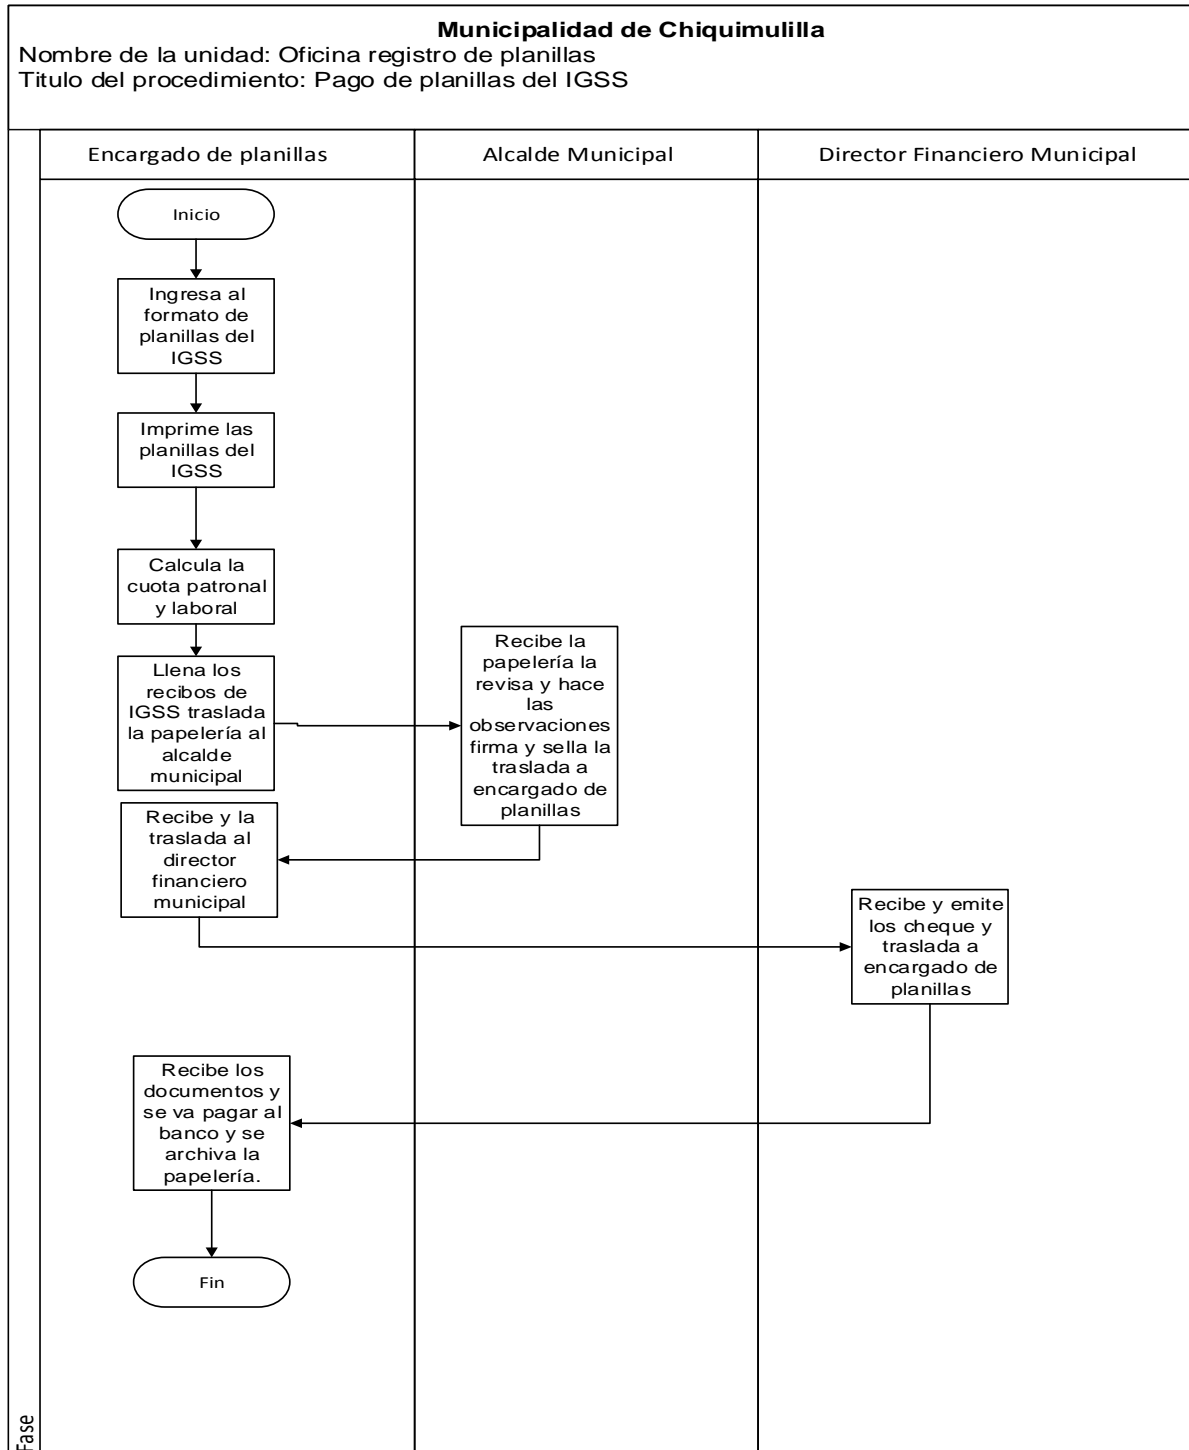 Municipalidad de Chiquimulilla
Nombre de la unidad: Oficina registro de planillas
Titulo del procedimiento: Pago de planillas del IGSS
Encargado de planillas
Alcalde Municipal
Director Financiero Municipal
Inicio
Ingresa al
formato de
planillas del
IGSS
Imprime las
planillas del
IGSS
Calcula la
cuota patronal
y laboral
Llena los
recibos de
IGSS traslada
la papelería al
alcalde
municipal
Recibe la
papelería la
revisa y hace
las
observaciones
firma y sella la
traslada a
encargado de
planillas
Recibe y la
traslada al
director
financiero
municipal
Recibe y emite
los cheque y
traslada a
encargado de
planillas
Recibe los
documentos y
se va pagar al
banco y se
archiva la
papelería.
Fin
Fase